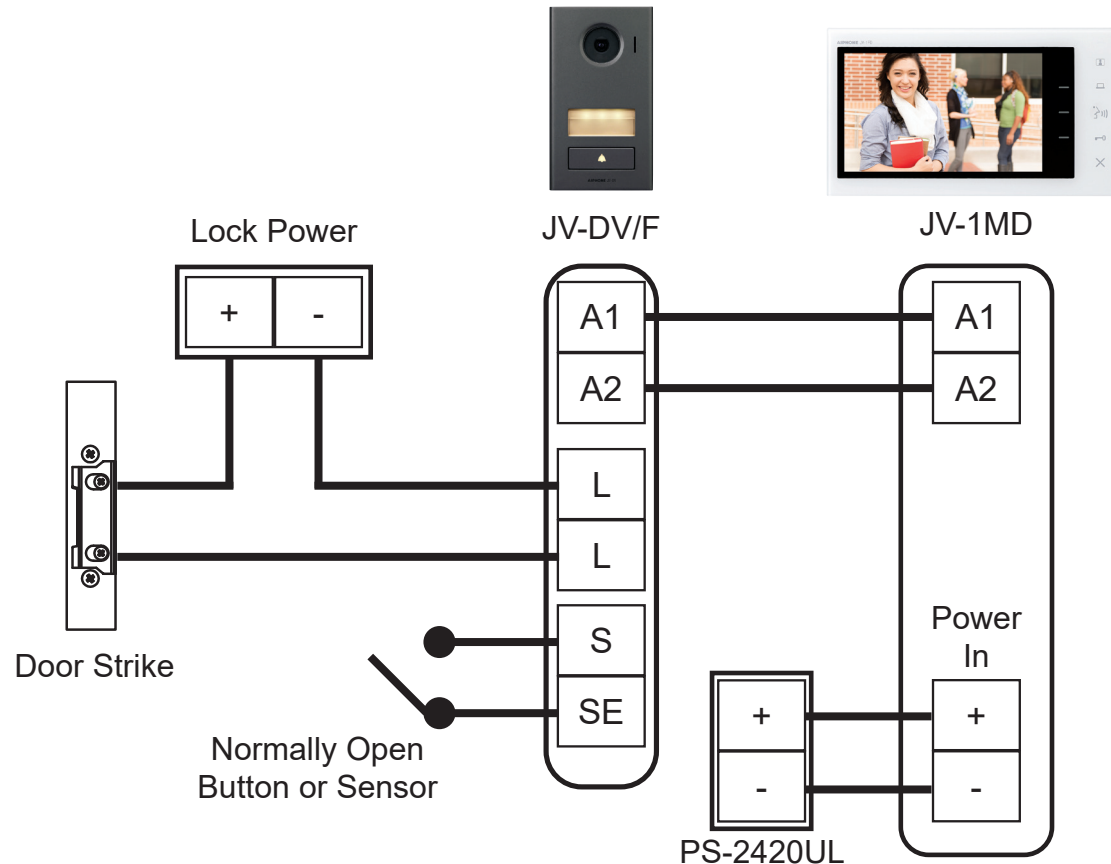 JV-DV/F
JV-1MD
Lock Power
+ -
A1
A2
L
L
S
SE
A1
A2
Door Strike
Normally Open
Button or Sensor
Power
In
+
-
+
-
PS-2420UL